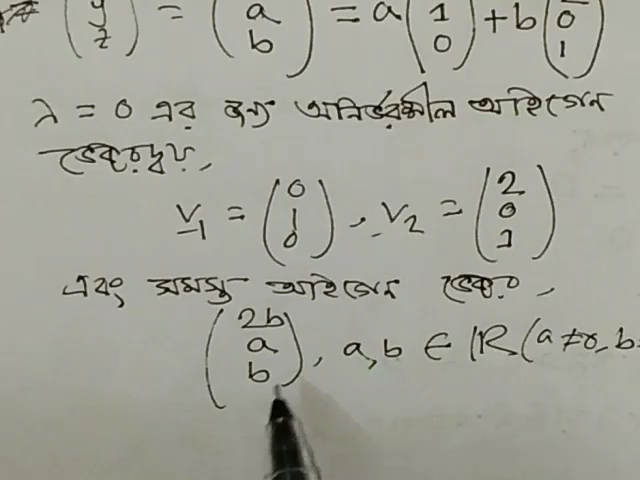 (y z) = (a b) = a(1 0) + b(0 1)
λ = 0 এর জন্য অনির্ভরশীল আইগেন
ভেক্টরদ্বয়,
v₁ = (0 1 0), v₂ = (2 0 1)
এবং সমস্ত আইগেন ভেক্টর,
(2b a b), a,b ∈ ℝ (a≠0, b